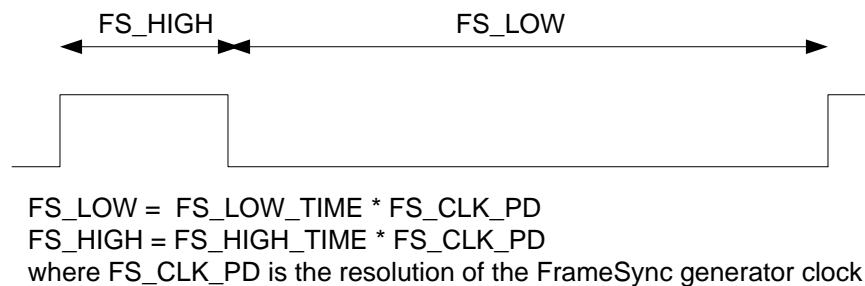 FS_HIGH
FS_LOW
FS_LOW = FS_LOW_TIME * FS_CLK_PD
FS_HIGH = FS_HIGH_TIME * FS_CLK_PD
where FS_CLK_PD is the resolution of the FrameSync generator clock